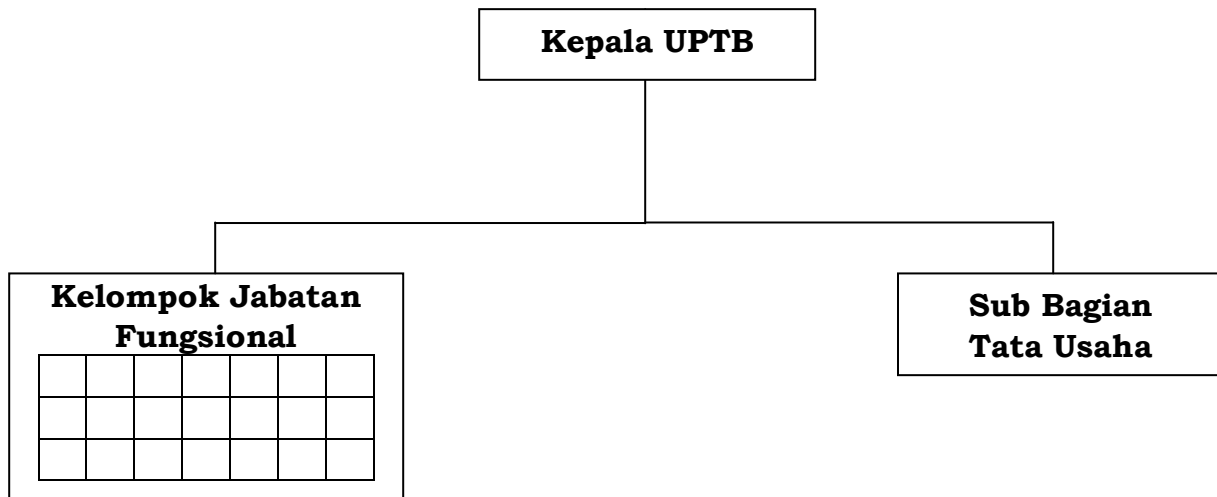 Kepala UPTB
Kelompok Jabatan
Fungsional
Sub Bagian
Tata Usaha